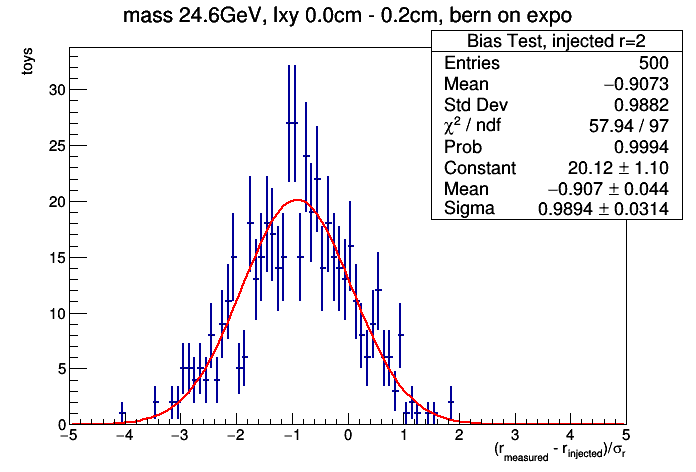 mass 24.6GeV, lxy 0.0cm - 0.2cm, bern on expo
toys
Bias Test, injected r=2
Entries 500
Mean −0.9073
Std Dev 0.9882
χ² / ndf 57.94 / 97
Prob 0.9994
Constant 20.12 ± 1.10
Mean −0.907 ± 0.044
Sigma 0.9894 ± 0.0314
30
25
20
15
10
5
0
−5 −4 −3 −2 −1 0 1 2 3 4 5
(r_measured - r_injected)/σ_r